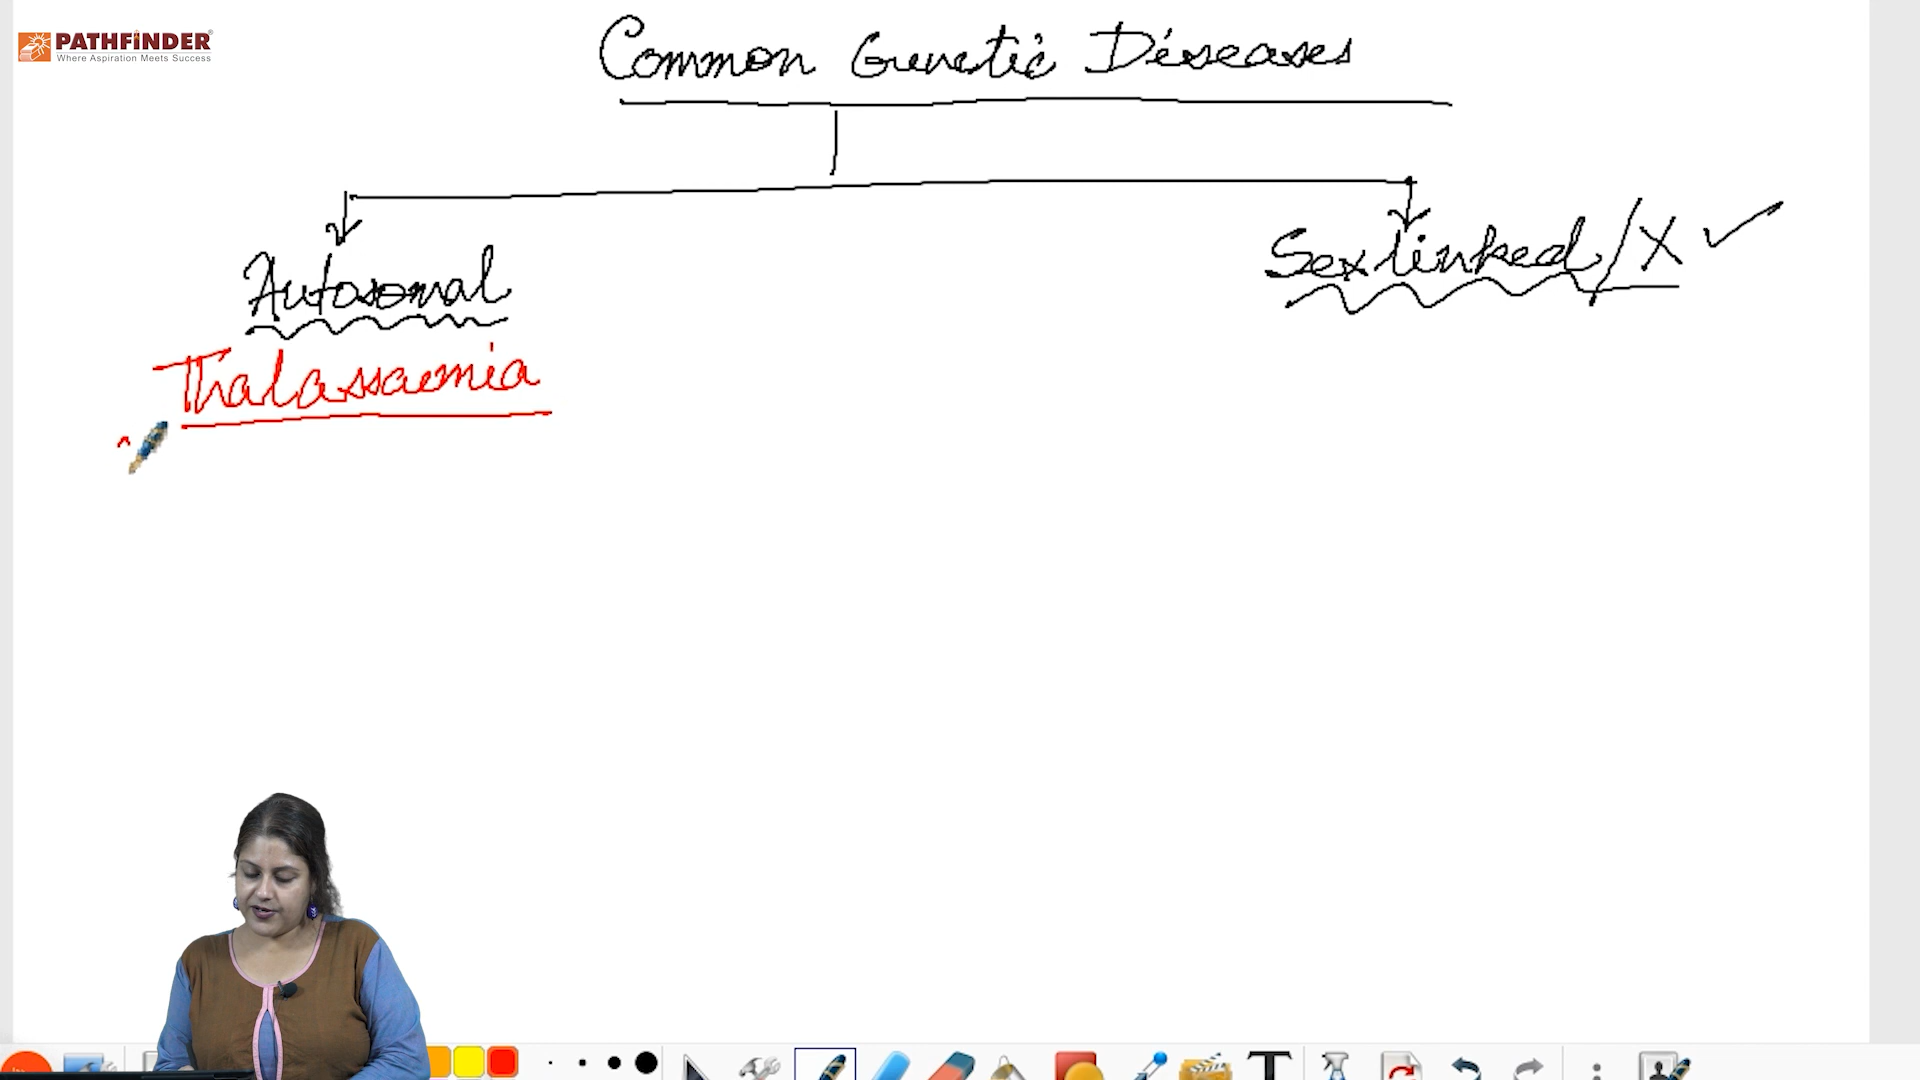 PATHFINDER
Where Aspiration Meets Success
Common Genetic Diseases
Autosomal
Sex linked/X
Thalassaemia